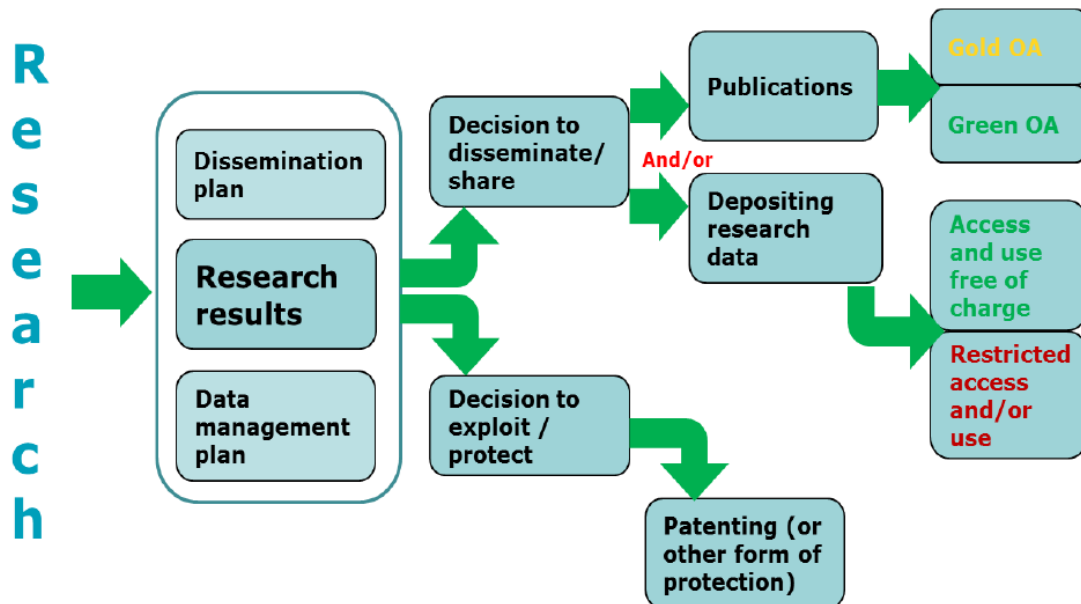 Research
Dissemination
plan
Research
results
Data
management
plan
Decision to
disseminate/
share
Decision to
exploit /
protect
And/or
Publications
Depositing
research
data
Patenting (or
other form of
protection)
Gold OA
Green OA
Access
and use
free of
charge
Restricted
access
and/or
use